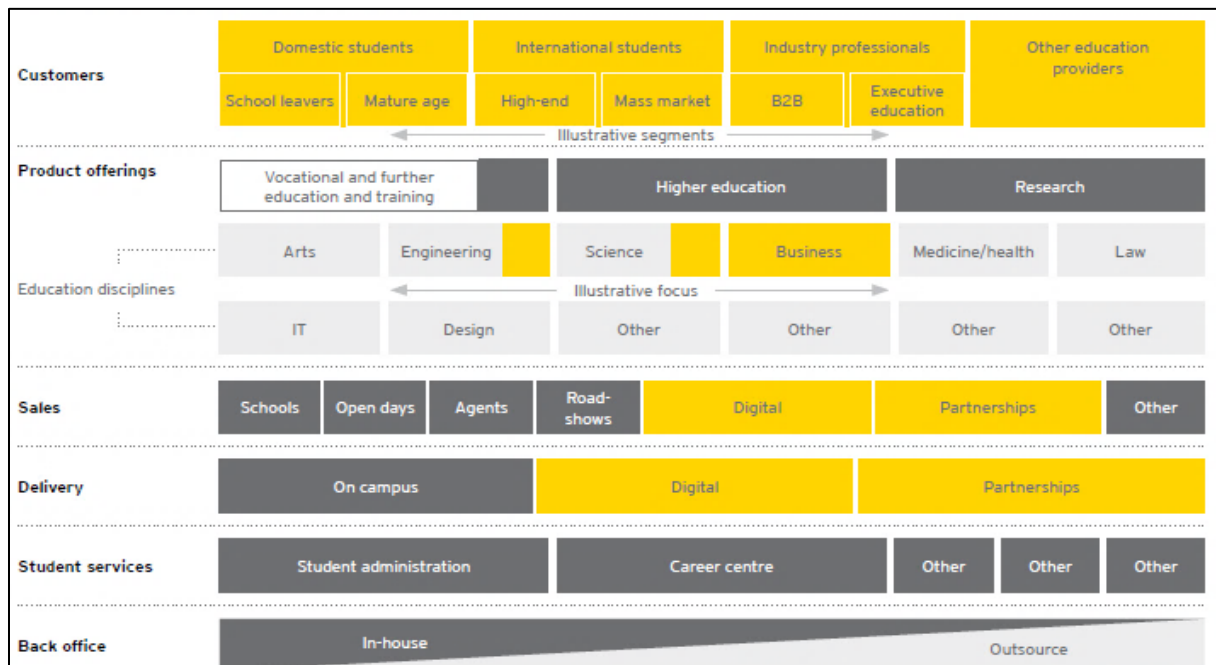 Customers
Domestic students
International students
Industry professionals
Other education
providers
School leavers
Mature age
High-end
Mass market
B2B
Executive
education
Illustrative segments
Product offerings
Vocational and further
education and training
Higher education
Research
Education disciplines
Arts
Engineering
Science
Business
Medicine/health
Law
Illustrative focus
IT
Design
Other
Other
Other
Other
Sales
Schools
Open days
Agents
Road-
shows
Digital
Partnerships
Other
Delivery
On campus
Digital
Partnerships
Student services
Student administration
Career centre
Other
Other
Other
Back office
In-house
Outsource